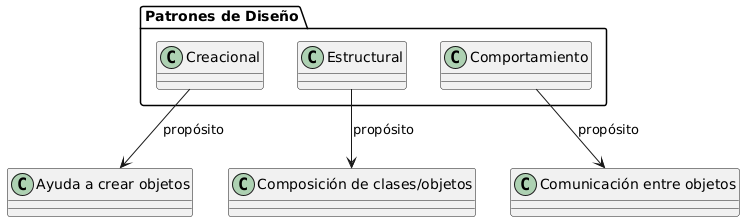 Patrones de Diseño
C Creacional
C Estructural
C Comportamiento
propósito
propósito
propósito
C Ayuda a crear objetos
C Composición de clases/objetos
C Comunicación entre objetos